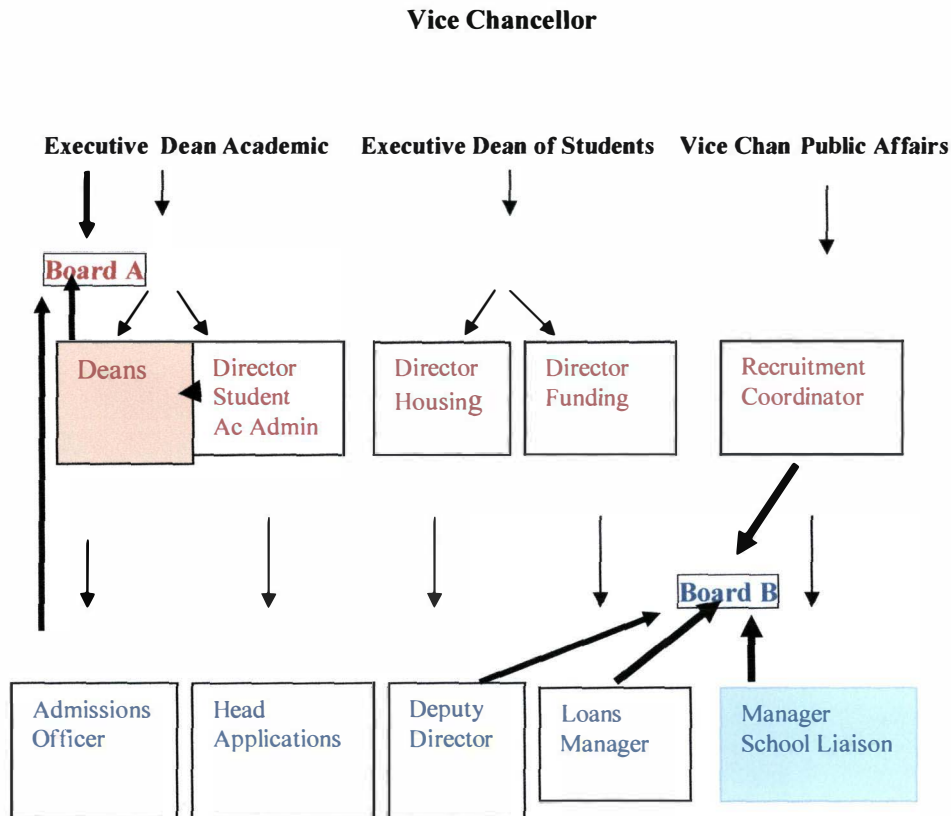 Vice Chancellor
Executive Dean Academic
Executive Dean of Students
Vice Chan Public Affairs
Board A
Deans
Director
Student
Ac Admin
Director
Housing
Director
Funding
Recruitment
Coordinator
Board B
Admissions
Officer
Head
Applications
Deputy
Director
Loans
Manager
Manager
School Liaison